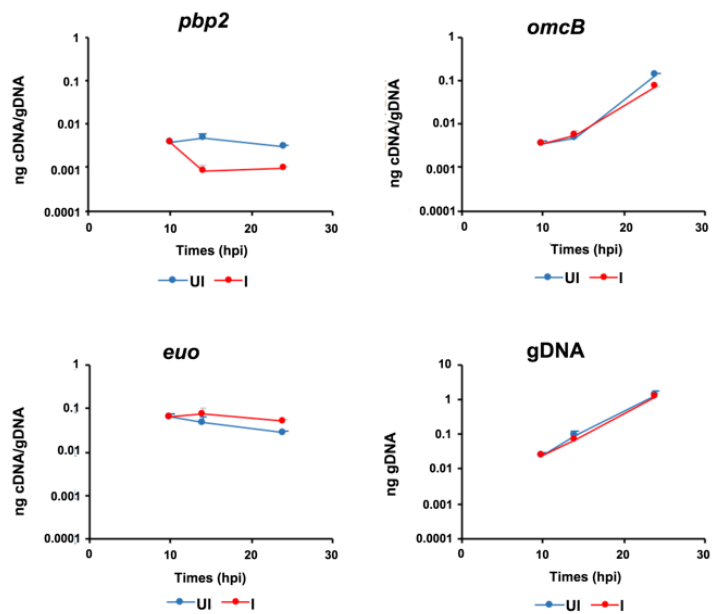 pbp2
ng cDNA/gDNA
1
0.1
0.004
0.001
0.0001
0 10 20 30
Times (hpi)
UI I
omcB
ng cDNA/gDNA
1
0.1
0.004
0.001
0.0001
0 10 20 30
Times (hpi)
UI I
euo
ng cDNA/gDNA
1
0.1
0.01
0.001
0.0001
0 10 20 30
Times (hpi)
UI I
gDNA
ng gDNA
10
1
0.1
0.01
0.001
0.0001
0 10 20 30
Times (hpi)
UI I